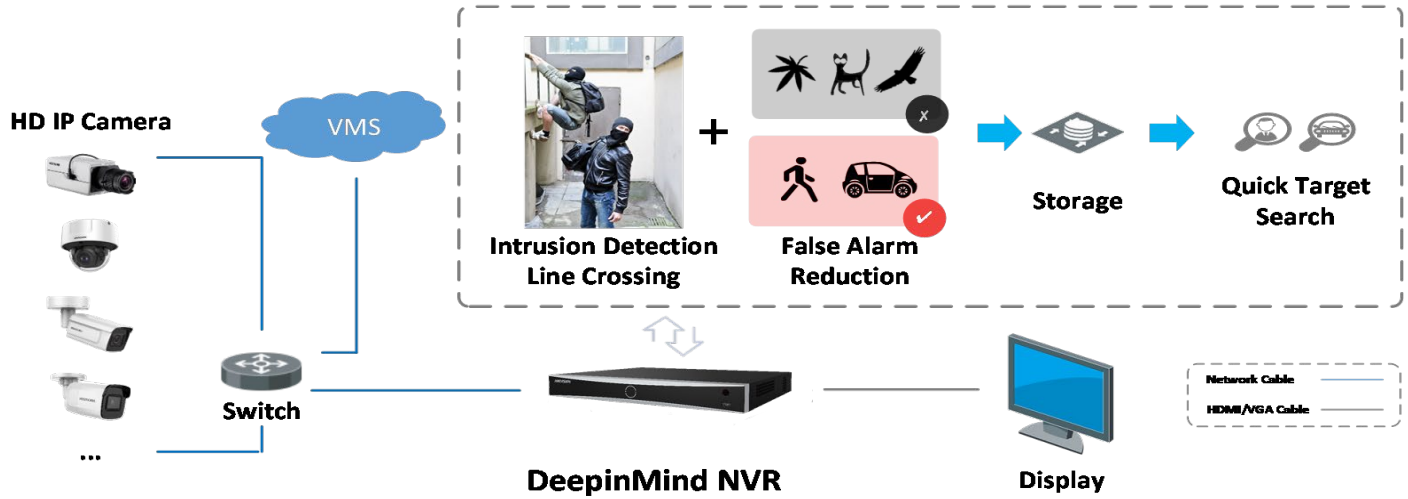 HD IP Camera
VMS
...
Switch
Intrusion Detection
Line Crossing
+
False Alarm
Reduction
x
Storage
Quick Target
Search
DeepinMind NVR
Display
Network Cable
HDMI/VGA Cable